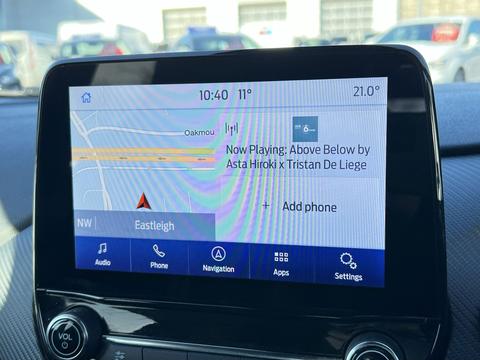 10:40 11° 21.0°
Oakmou
6
Now Playing: Above Below by
Asta Hiroki x Tristan De Liege
+ Add phone
NW Eastleigh
Audio Phone Navigation Apps Settings
VOL